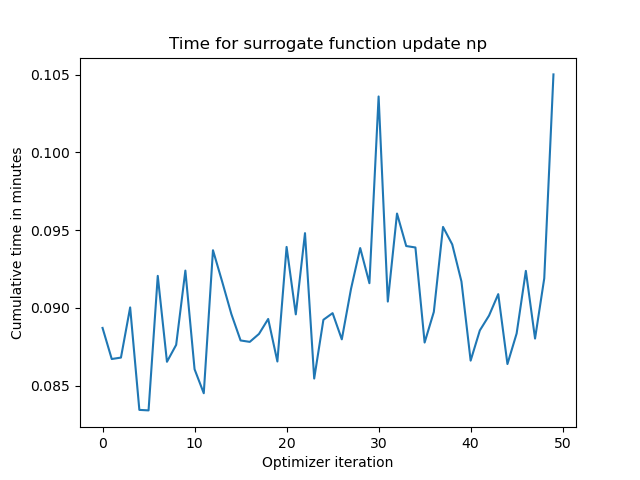 Time for surrogate function update np
0.105
0.100
0.095
0.090
0.085
Cumulative time in minutes
0 10 20 30 40 50
Optimizer iteration